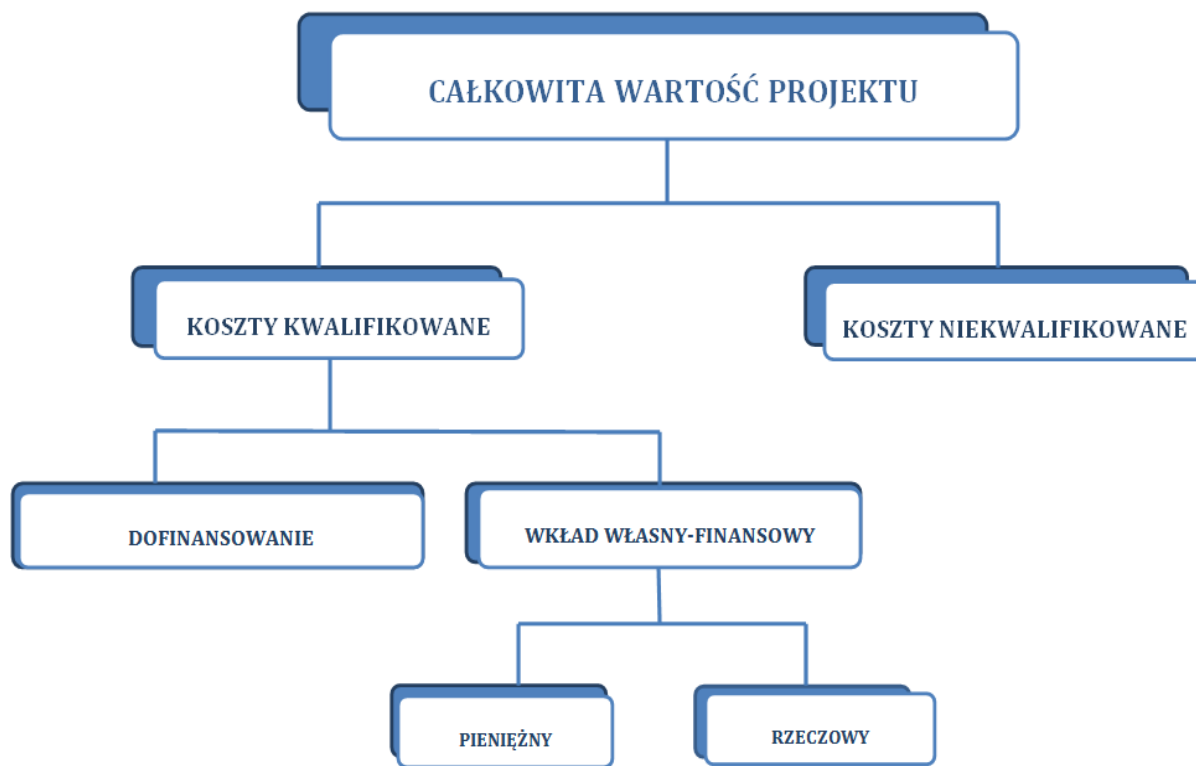 CAŁKOWITA WARTOŚĆ PROJEKTU
KOSZTY KWALIFIKOWANE
KOSZTY NIEKWALIFIKOWANE
DOFINANSOWANIE
WKŁAD WŁASNY-FINANSOWY
PIENIĘŻNY
RZECZOWY